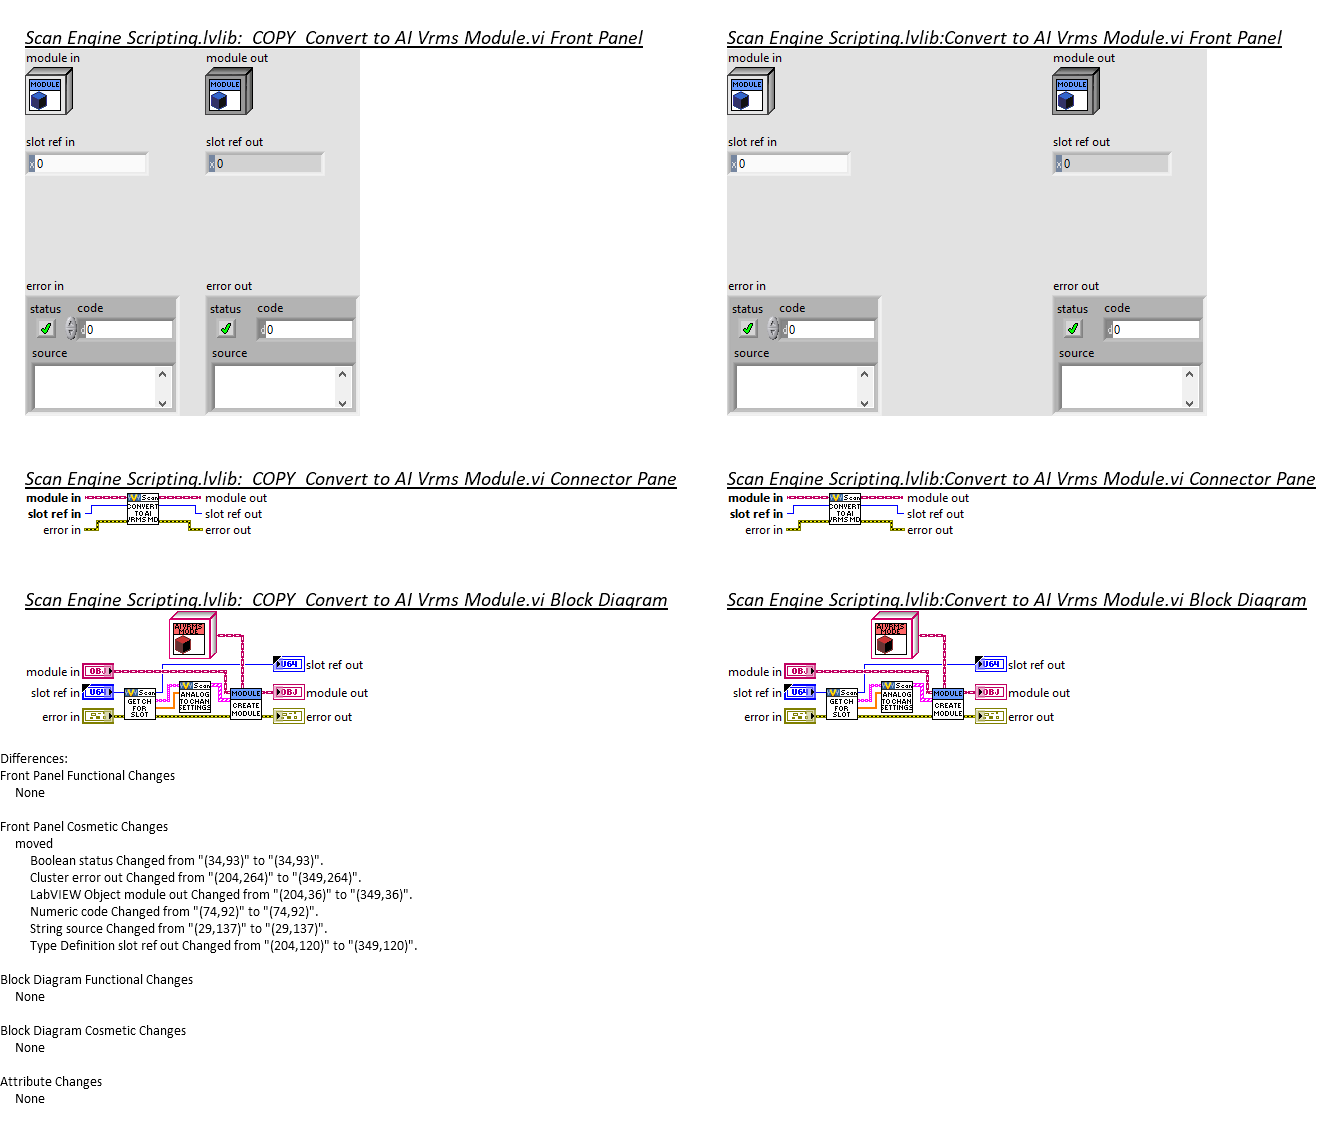 Scan Engine Scripting.lvlib:  COPY  Convert to AI Vrms Module.vi Front Panel
module in
module out
MODULE
MODULE
slot ref in
slot ref out
x 0
x 0
error in
error out
status
code
status
code
d 0
d 0
source
source
Scan Engine Scripting.lvlib:Convert to AI Vrms Module.vi Front Panel
module in
module out
MODULE
MODULE
slot ref in
slot ref out
x 0
x 0
error in
error out
status
code
status
code
d 0
d 0
source
source
Scan Engine Scripting.lvlib:  COPY  Convert to AI Vrms Module.vi Connector Pane
module in
Scan
module out
slot ref in
CONVERT
TO AI
VRMS MD
slot ref out
error in
error out
Scan Engine Scripting.lvlib:Convert to AI Vrms Module.vi Connector Pane
module in
Scan
module out
slot ref in
CONVERT
TO AI
VRMS MD
slot ref out
error in
error out
Scan Engine Scripting.lvlib:  COPY  Convert to AI Vrms Module.vi Block Diagram
AI VRMS
MODE
U64
slot ref out
module in
OBJ
slot ref in
U64
Scan
GET CH
FOR
SLOT
Scan
ANALOG
TO CHAN
SETTINGS
MODULE
CREATE
MODULE
OBJ
module out
error in
error out
Scan Engine Scripting.lvlib:Convert to AI Vrms Module.vi Block Diagram
AI VRMS
MODE
U64
slot ref out
module in
OBJ
slot ref in
U64
Scan
GET CH
FOR
SLOT
Scan
ANALOG
TO CHAN
SETTINGS
MODULE
CREATE
MODULE
OBJ
module out
error in
error out
Differences:
Front Panel Functional Changes
None
Front Panel Cosmetic Changes
moved
Boolean status Changed from "(34,93)" to "(34,93)".
Cluster error out Changed from "(204,264)" to "(349,264)".
LabVIEW Object module out Changed from "(204,36)" to "(349,36)".
Numeric code Changed from "(74,92)" to "(74,92)".
String source Changed from "(29,137)" to "(29,137)".
Type Definition slot ref out Changed from "(204,120)" to "(349,120)".
Block Diagram Functional Changes
None
Block Diagram Cosmetic Changes
None
Attribute Changes
None